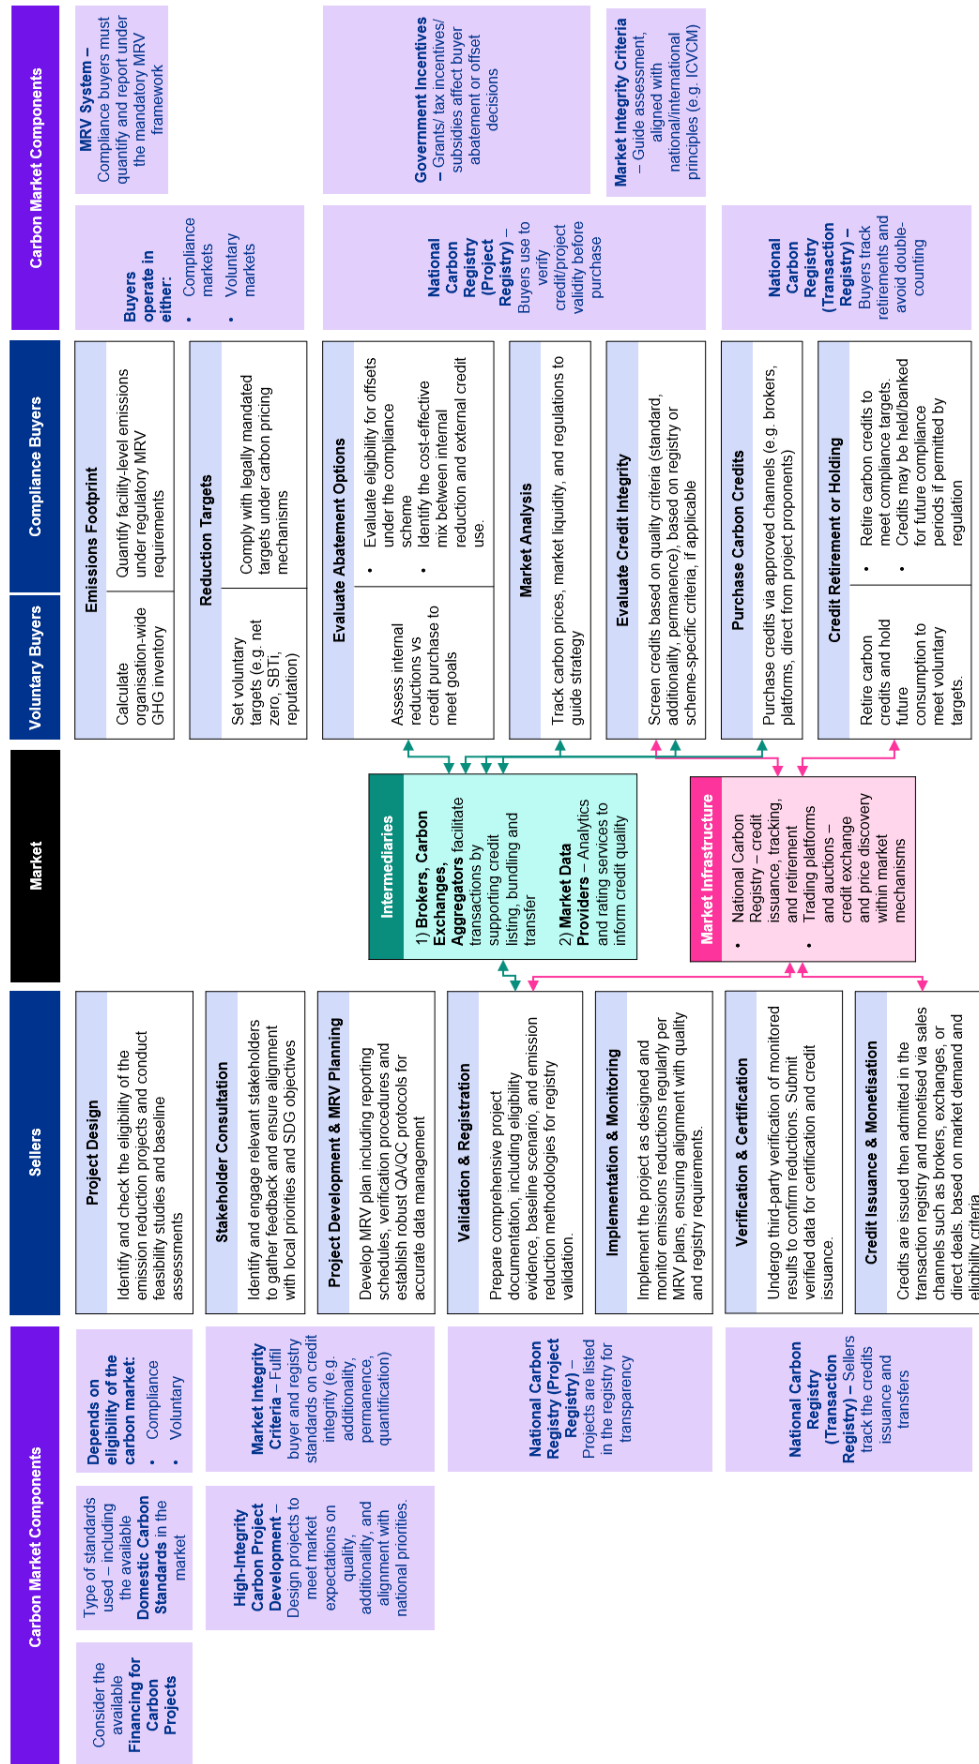 Carbon Market Components
Sellers
Market
Voluntary Buyers
Compliance Buyers
Carbon Market Components
Consider the
available
Financing for
Carbon
Projects
Type of standards
used – including
the available
Domestic Carbon
Standards in the
market
Depends on
eligibility of the
carbon market:
• Compliance
• Voluntary
High-Integrity
Carbon Project
Development –
Design projects to
meet market
expectations on
quality,
additionality, and
alignment with
national priorities.
Market Integrity
Criteria – Fulfil
buyer and registry
standards on credit
integrity (e.g.
additionality,
permanence,
quantification)
National Carbon
Registry (Project
Registry) –
Projects are listed
in the registry for
transparency
National Carbon
Registry
(Transaction
Registry) – Sellers
track the credits
issuance and
transfers
Project Design
Identify and check the eligibility of the
emission reduction projects and conduct
feasibility studies and baseline
assessments
Stakeholder Consultation
Identify and engage relevant stakeholders
to gather feedback and ensure alignment
with local priorities and SDG objectives
Project Development & MRV Planning
Develop MRV plan including reporting
schedules, verification procedures and
establish robust QA/QC protocols for
accurate data management
Validation & Registration
Prepare comprehensive project
documentation, including eligibility
evidence, baseline scenario, and emission
reduction methodologies for registry
validation.
Implementation & Monitoring
Implement the project as designed and
monitor emissions reductions regularly per
MRV plans, ensuring alignment with quality
and registry requirements.
Verification & Certification
Undergo third-party verification of monitored
results to confirm reductions. Submit
verified data for certification and credit
issuance.
Credit Issuance & Monetisation
Credits are issued then admitted in the
transaction registry and monetised via sales
channels such as brokers, exchanges, or
direct deals. based on market demand and
eligibility criteria
Intermediaries
1) Brokers, Carbon
Exchanges,
Aggregators facilitate
transactions by
supporting credit
listing, bundling and
transfer
2) Market Data
Providers – Analytics
and rating services to
inform credit quality
Market Infrastructure
• National Carbon
Registry – credit
issuance, tracking,
and retirement
• Trading platforms
and auctions –
credit exchange
and price discovery
within market
mechanisms
Emissions Footprint
Calculate
organisation-wide
GHG inventory
Quantify facility-level emissions
under regulatory MRV
requirements
Reduction Targets
Set voluntary
targets (e.g. net
zero, SBTi,
reputation)
Comply with legally mandated
targets under carbon pricing
mechanisms
Evaluate Abatement Options
Assess internal
reductions vs
credit purchase to
meet goals
• Evaluate eligibility for offsets
under the compliance
scheme
• Identify the cost-effective
mix between internal
reduction and external credit
use.
Market Analysis
Track carbon prices, market liquidity, and regulations to
guide strategy
Evaluate Credit Integrity
Screen credits based on quality criteria (standard,
additionality, permanence), based on registry or
scheme-specific criteria, if applicable
Purchase Carbon Credits
Purchase credits via approved channels (e.g. brokers,
platforms, direct from project proponents)
Credit Retirement or Holding
Retire carbon
credits and hold
future
consumption to
meet voluntary
targets.
• Retire carbon credits to
meet compliance targets.
• Credits may be held/banked
for future compliance
periods if permitted by
regulation
Buyers
operate in
either:
• Compliance
markets
• Voluntary
markets
MRV System –
Compliance buyers must
quantify and report under
the mandatory MRV
framework
National
Carbon
Registry
(Project
Registry) –
Buyers use to
verify
credit/project
validity before
purchase
Government Incentives
– Grants/ tax incentives/
subsidies affect buyer
abatement or offset
decisions
Market Integrity Criteria
– Guide assessment,
aligned with
national/international
principles (e.g. ICVCM)
National
Carbon
Registry
(Transaction
Registry) –
Buyers track
retirements and
avoid double-
counting